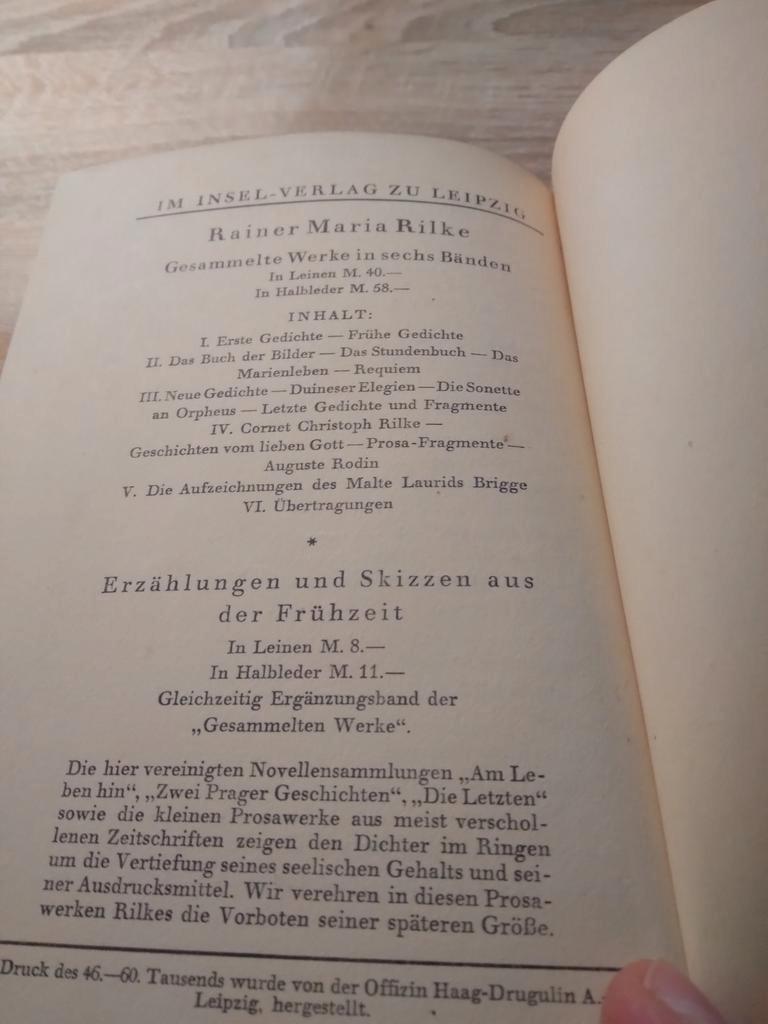 IM INSEL-VERLAG ZU LEIPZIG
Rainer Maria Rilke
Gesammelte Werke in sechs Bänden
In Leinen M. 40.—
In Halbleder M. 58.—
INHALT:
I. Erste Gedichte — Frühe Gedichte
II. Das Buch der Bilder — Das Stundenbuch — Das
Marienleben — Requiem
III. Neue Gedichte — Duineser Elegien — Die Sonette
an Orpheus — Letzte Gedichte und Fragmente
IV. Cornet Christoph Rilke —
Geschichten vom lieben Gott — Prosa-Fragmente —
Auguste Rodin
V. Die Aufzeichnungen des Malte Laurids Brigge
VI. Übertragungen
*
Erzählungen und Skizzen aus
der Frühzeit
In Leinen M. 8.—
In Halbleder M. 11.—
Gleichzeitig Ergänzungsband der
„Gesammelten Werke“.
Die hier vereinigten Novellensammlungen „Am Le-
ben hin“, „Zwei Prager Geschichten“, „Die Letzten“
sowie die kleinen Prosawerke aus meist verschol-
lenen Zeitschriften zeigen den Dichter im Ringen
um die Vertiefung seines seelischen Gehalts und sei-
ner Ausdrucksmittel. Wir verehren in diesen Prosa-
werken Rilkes die Vorboten seiner späteren Größe.
Druck des 46.—60. Tausends wurde von der Offizin Haag-Drugulin A.-
Leipzig, hergestellt.